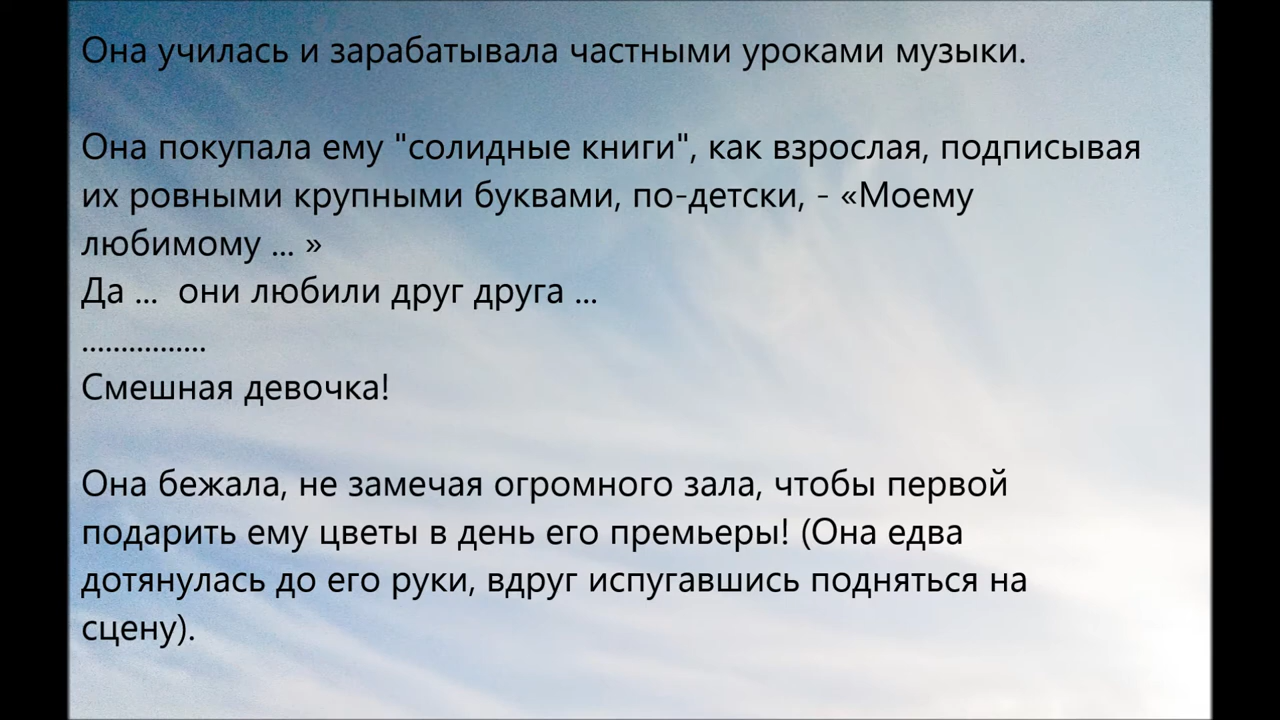 Она училась и зарабатывала частными уроками музыки.
Она покупала ему "солидные книги", как взрослая, подписывая
их ровными крупными буквами, по-детски, - «Моему
любимому ... »
Да ...  они любили друг друга ...
................
Смешная девочка!
Она бежала, не замечая огромного зала, чтобы первой
подарить ему цветы в день его премьеры! (Она едва
дотянулась до его руки, вдруг испугавшись подняться на
сцену).